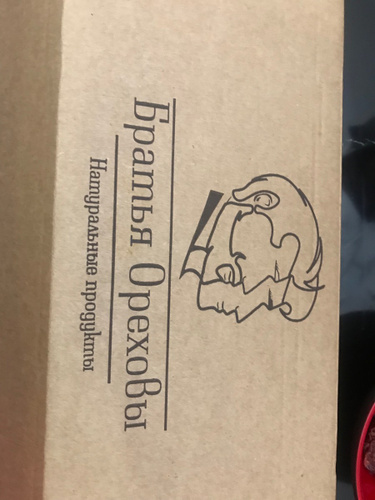 Братья Ореховы
Натуральные продукты